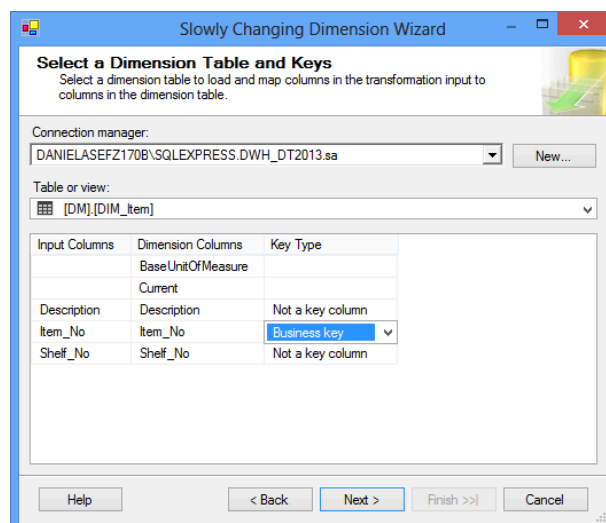 Slowly Changing Dimension Wizard
Select a Dimension Table and Keys
Select a dimension table to load and map columns in the transformation input to
columns in the dimension table.
Connection manager:
DANIELASEFZ170B\SQLEXPRESS.DWH_DT2013.sa New...
Table or view:
[DM].[DIM_Item]
Input Columns Dimension Columns Key Type
BaseUnitOfMeasure
Current
Description Description Not a key column
Item_No Item_No Business key
Shelf_No Shelf_No Not a key column
Help < Back Next > Finish >>| Cancel